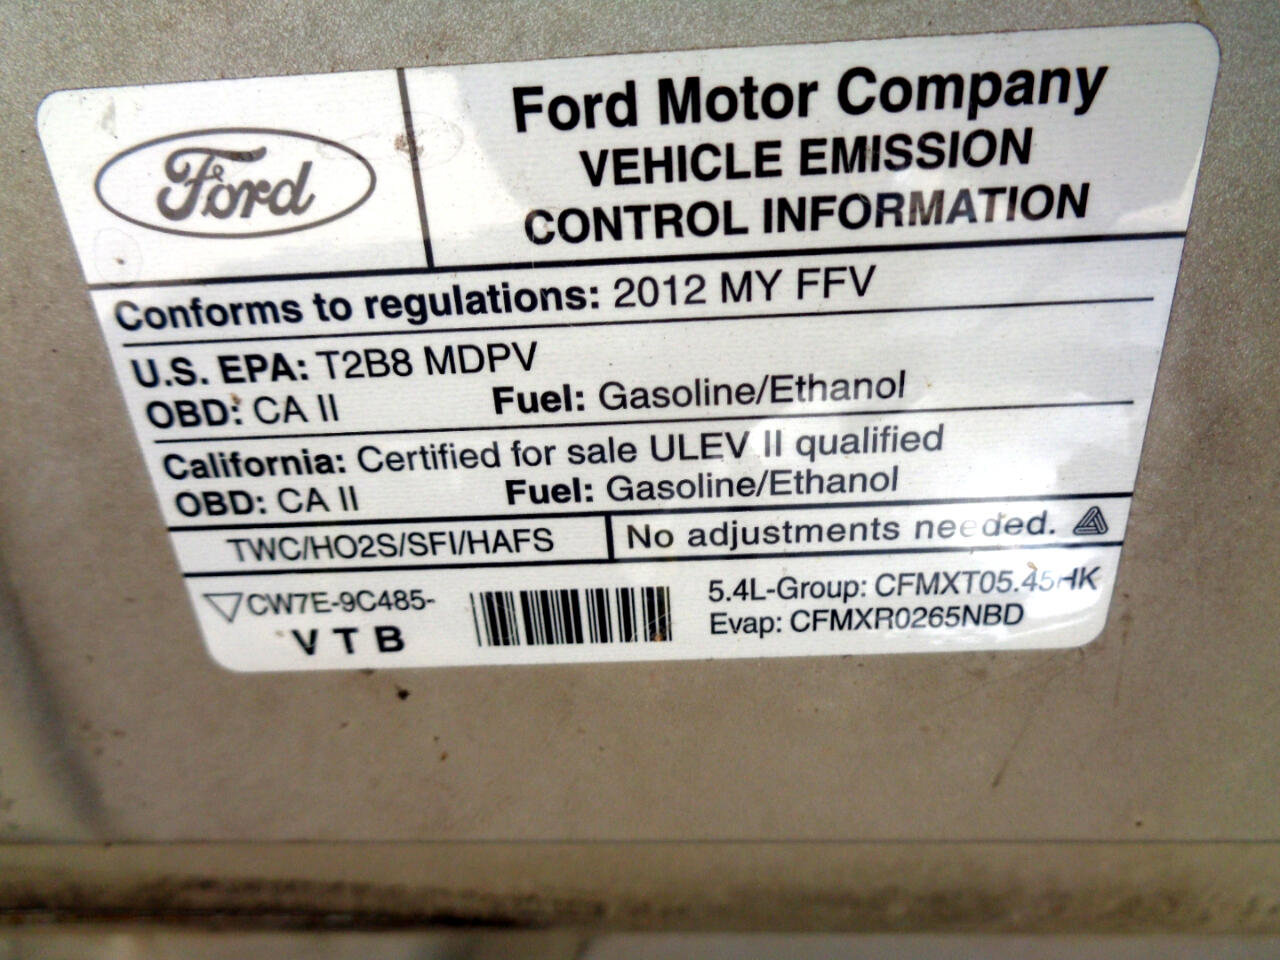 Ford
Ford Motor Company
VEHICLE EMISSION
CONTROL INFORMATION
Conforms to regulations: 2012 MY FFV
U.S. EPA: T2B8 MDPV
OBD: CA II Fuel: Gasoline/Ethanol
California: Certified for sale ULEV II qualified
OBD: CA II Fuel: Gasoline/Ethanol
TWC/HO2S/SFI/HAFS No adjustments needed.
CW7E-9C485- 5.4L-Group: CFMXT05.45HK
VTB Evap: CFMXR0265NBD